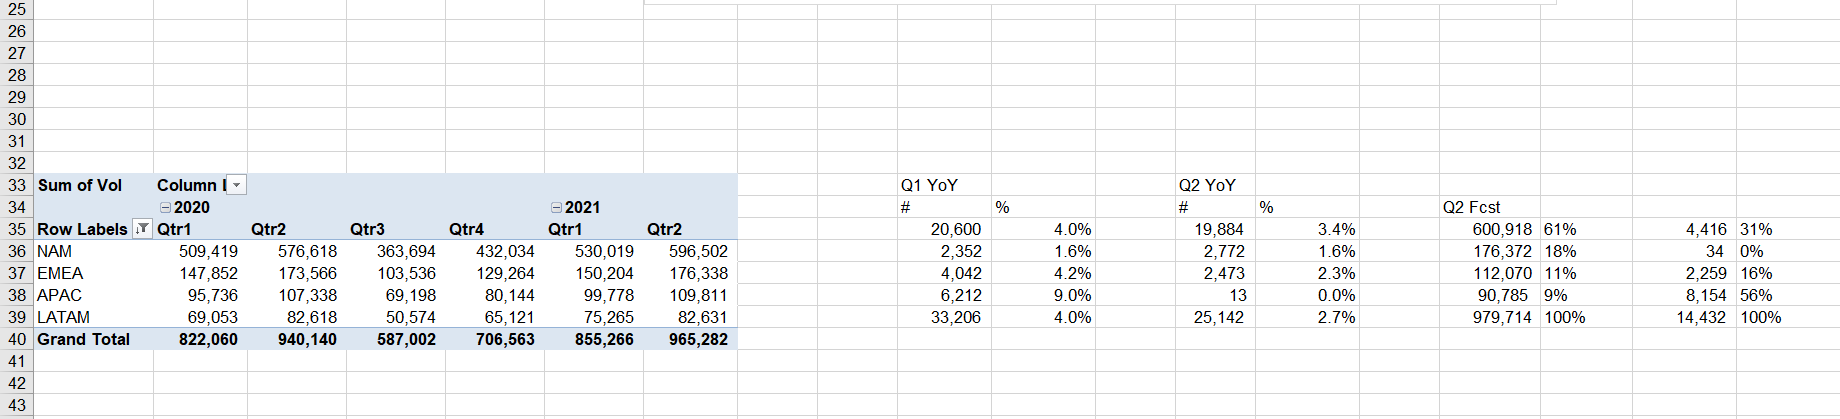 25
26
27
28
29
30
31
32
33 Sum of Vol Column L Q1 YoY Q2 YoY
34 2020 2021 # % # % Q2 Fcst
35 Row Labels Qtr1 Qtr2 Qtr3 Qtr4 Qtr1 Qtr2 20,600 4.0% 19,884 3.4% 600,918 61% 4,416 31%
36 NAM 509,419 576,618 363,694 432,034 530,019 596,502 2,352 1.6% 2,772 1.6% 176,372 18% 34 0%
37 EMEA 147,852 173,566 103,536 129,264 150,204 176,338 4,042 4.2% 2,473 2.3% 112,070 11% 2,259 16%
38 APAC 95,736 107,338 69,198 80,144 99,778 109,811 6,212 9.0% 13 0.0% 90,785 9% 8,154 56%
39 LATAM 69,053 82,618 50,574 65,121 75,265 82,631 33,206 4.0% 25,142 2.7% 979,714 100% 14,432 100%
40 Grand Total 822,060 940,140 587,002 706,563 855,266 965,282
41
42
43